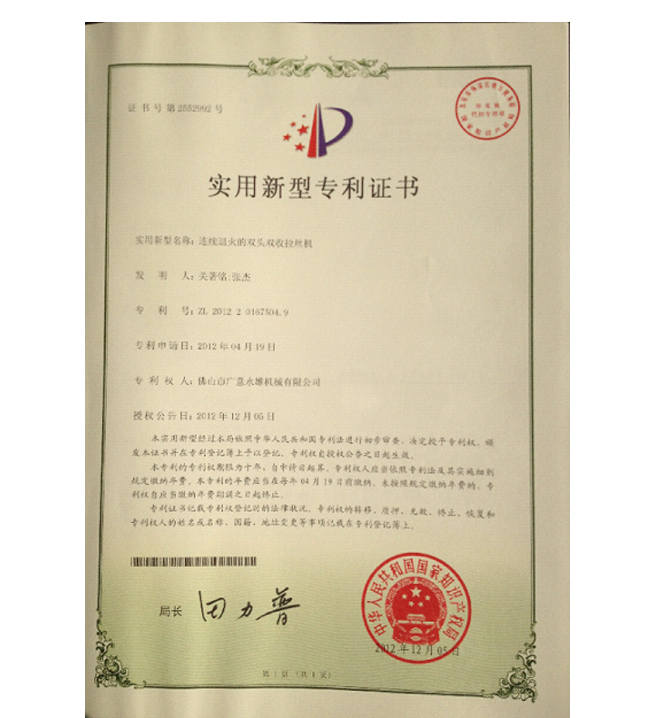 证书号第2552992号
实用新型专利证书
实用新型名称：连续退火的双头双收拉丝机
发 明 人：关著铭 张杰
专 利 号：ZL 2012 2 0167504.9
专利申请日：2012年04月19日
专 利 权 人：佛山市广意永雄机械有限公司
授权公告日：2012年12月05日
本实用新型经过本局依照中华人民共和国专利法进行初步审查，决定授予专利权，颁
发本证书并在专利登记簿上予以登记。专利权自授权公告之日起生效。
本专利的专利权期限为十年，自申请日起算。专利权人应当依照专利法及其实施细则
规定缴纳年费。本专利的年费应当在每年04月19日前缴纳。未按照规定缴纳年费的，专
利权自应当缴纳年费期满之日起终止。
专利证书记载专利权登记时的法律状况。专利权的转移、质押、无效、终止、恢复和
专利权人的姓名或名称、国籍、地址变更等事项记载在专利登记簿上。
局长 田力普
中华人民共和国国家知识产权局
2012年12月05日
第1页（共1页）